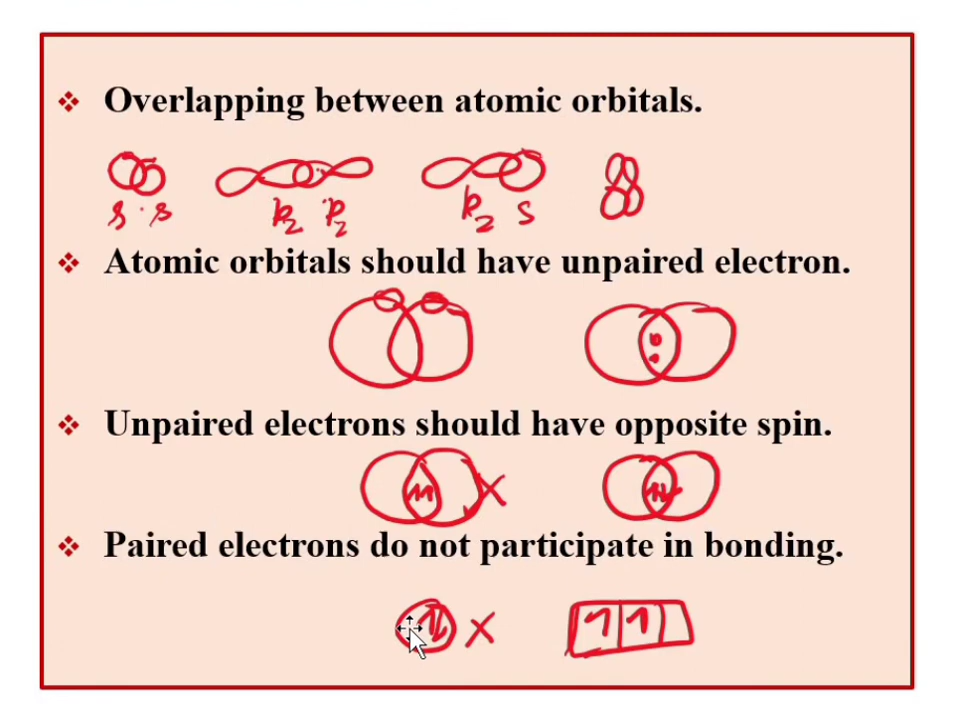 ❖ Overlapping between atomic orbitals.
s . s pz . pz pz s
❖ Atomic orbitals should have unpaired electron.
❖ Unpaired electrons should have opposite spin.
↿↿ X ↿⇂
❖ Paired electrons do not participate in bonding.
↿⇂ X ↿ ↿